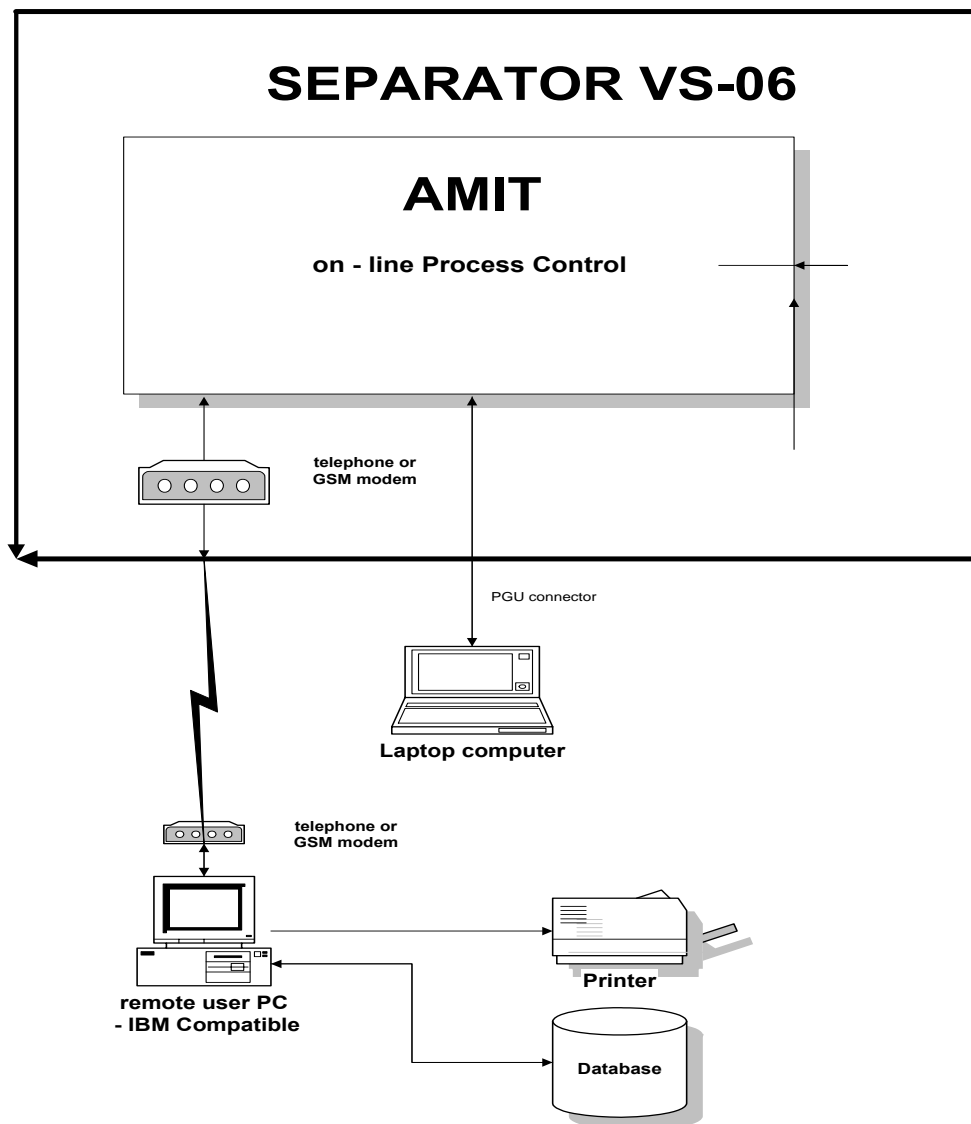 SEPARATOR VS-06
AMIT
on - line Process Control
telephone or
GSM modem
PGU connector
Laptop computer
telephone or
GSM modem
Printer
remote user PC
- IBM Compatible
Database